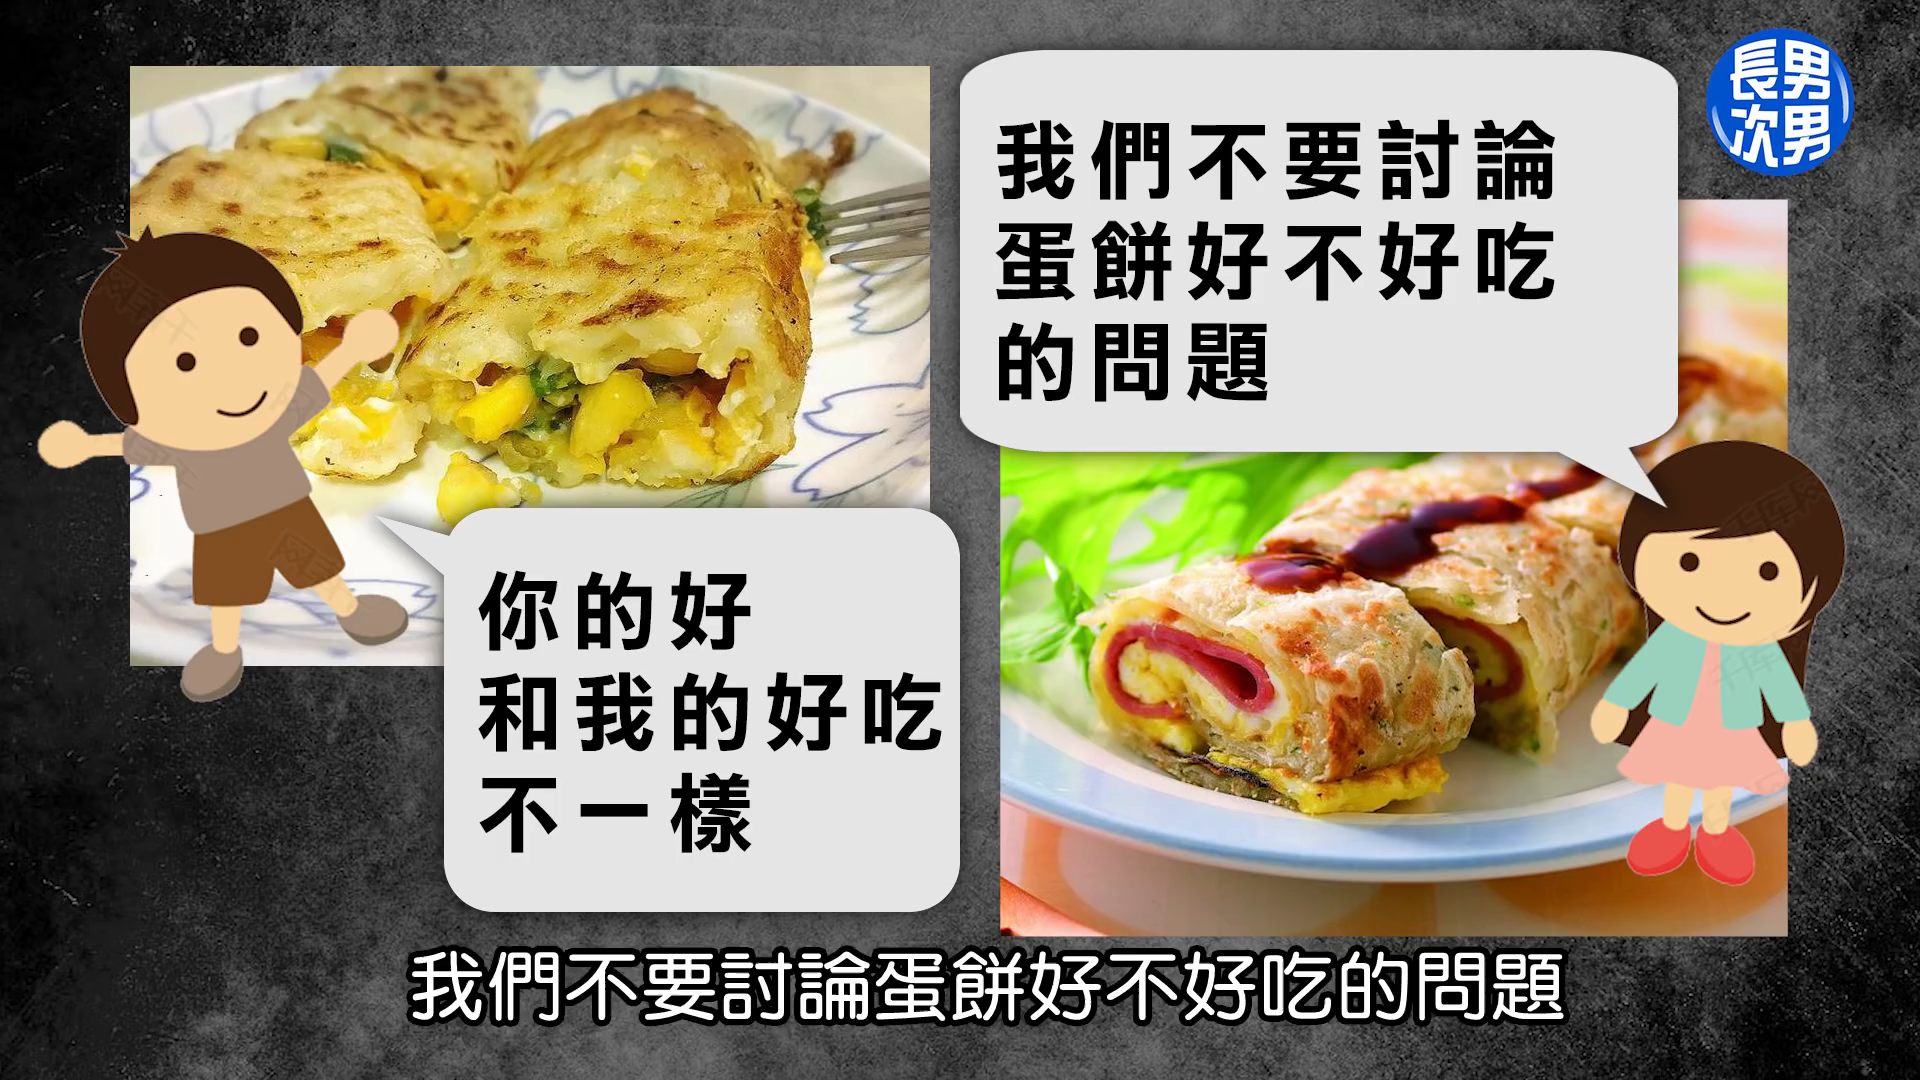 長男
次男
我們不要討論
蛋餅好不好吃
的問題
你的好
和我的好吃
不一樣
我們不要討論蛋餅好不好吃的問題